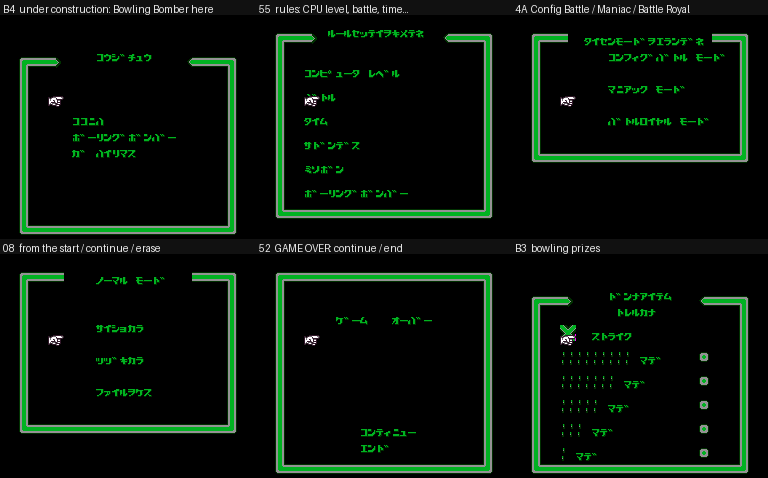 B4 under construction: Bowling Bomber here
コウジチュウ
ココニハ
ボーリングボンバー
ガ ハイリマス
55 rules: CPU level, battle, time...
ルールセッテイヲキメテネ
コンピュータ レベル
バトル
タイム
サドンデス
ミソボン
ボーリングボンバー
4A Config Battle / Maniac / Battle Royal
タイセンモードヲエランデネ
コンフィグバトル モード
マニアック モード
バトルロイヤル モード
08 from the start / continue / erase
ノーマル モード
サイショカラ
ツヅキカラ
ファイルヲケス
52 GAME OVER: continue / end
ゲーム オーバー
コンティニュー
エンド
B3 bowling prizes
ドンナアイテム
トレルカナ
ストライク
マデ
マデ
マデ
マデ
マデ